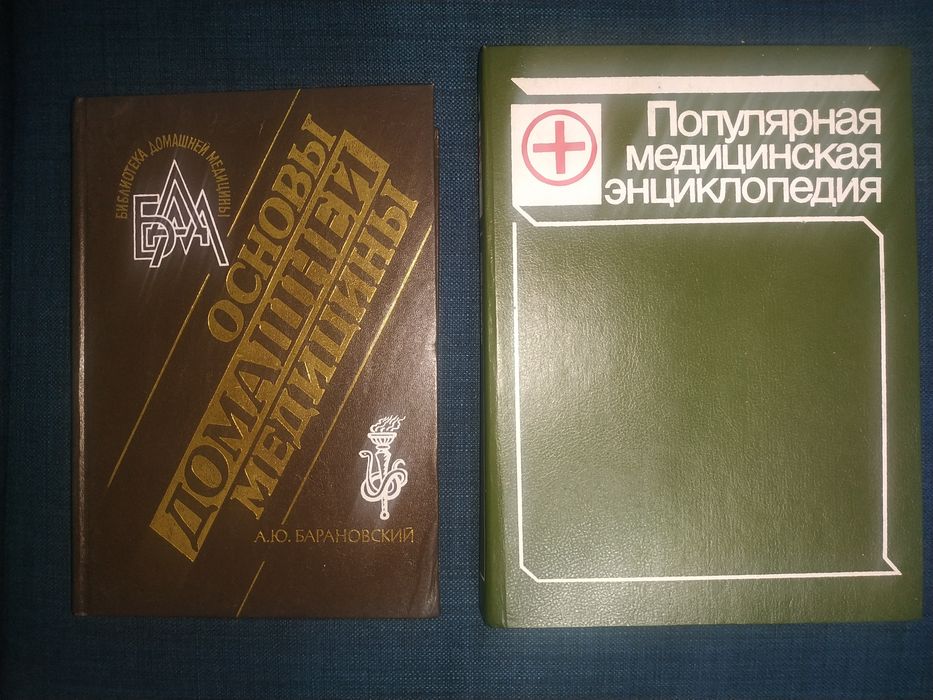 БИБЛИОТЕКА ДОМАШНЕЙ МЕДИЦИНЫ
БДМ
ОСНОВЫ
ДОМАШНЕЙ
МЕДИЦИНЫ
А.Ю. БАРАНОВСКИЙ
Популярная
медицинская
энциклопедия